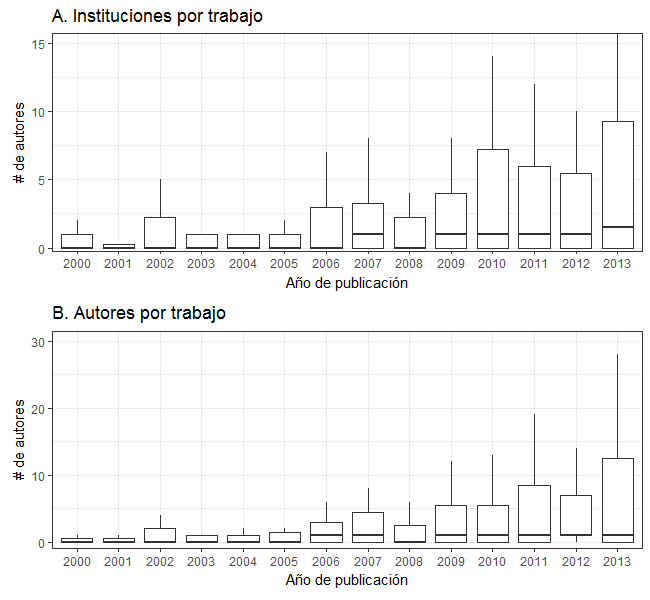 A. Instituciones por trabajo
15
10
5
0
# de autores
2000 2001 2002 2003 2004 2005 2006 2007 2008 2009 2010 2011 2012 2013
Año de publicación
B. Autores por trabajo
30
20
10
0
# de autores
2000 2001 2002 2003 2004 2005 2006 2007 2008 2009 2010 2011 2012 2013
Año de publicación